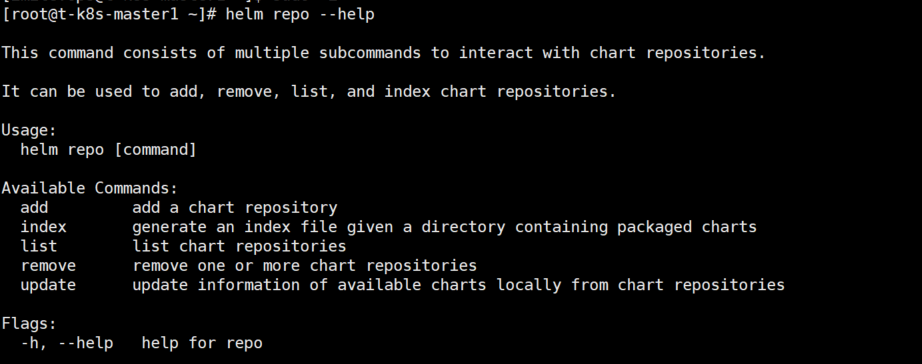 [root@t-k8s-master1 ~]# helm repo --help
This command consists of multiple subcommands to interact with chart repositories.
It can be used to add, remove, list, and index chart repositories.
Usage:
helm repo [command]
Available Commands:
add add a chart repository
index generate an index file given a directory containing packaged charts
list list chart repositories
remove remove one or more chart repositories
update update information of available charts locally from chart repositories
Flags:
-h, --help help for repo